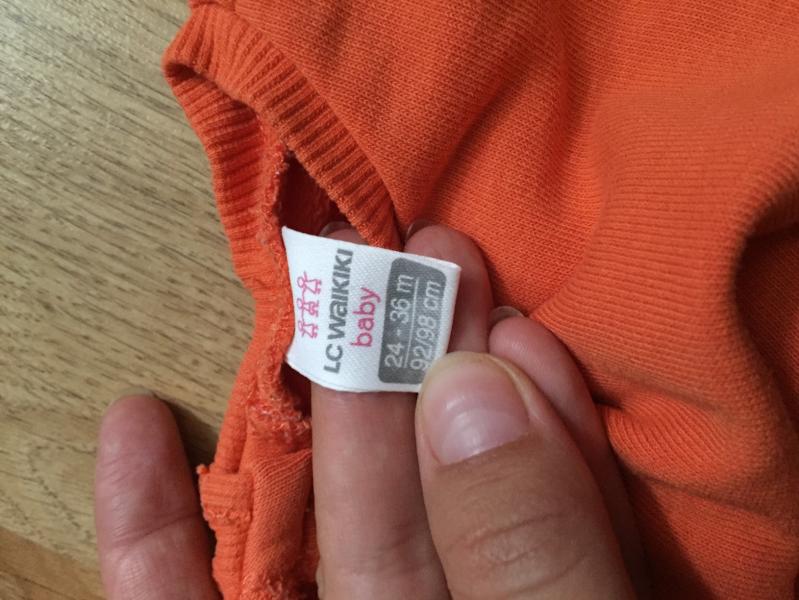 LC WAIKIKI
baby
24 - 36 m
92/98 cm